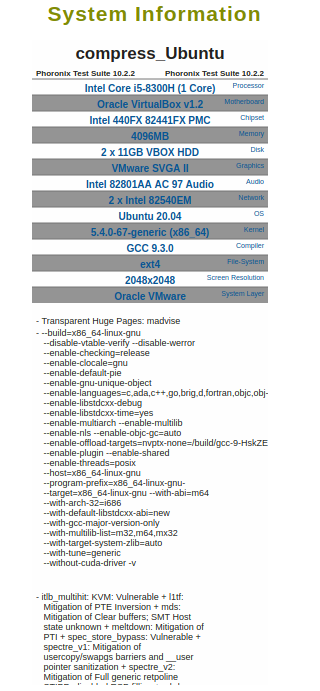 System Information
compress_Ubuntu
Phoronix Test Suite 10.2.2 Phoronix Test Suite 10.2.2
Intel Core i5-8300H (1 Core) Processor
Oracle VirtualBox v1.2 Motherboard
Intel 440FX 82441FX PMC Chipset
4096MB Memory
2 x 11GB VBOX HDD Disk
VMware SVGA II Graphics
Intel 82801AA AC 97 Audio Audio
2 x Intel 82540EM Network
Ubuntu 20.04 OS
5.4.0-67-generic (x86_64) Kernel
GCC 9.3.0 Compiler
ext4 File-System
2048x2048 Screen Resolution
Oracle VMware System Layer
- Transparent Huge Pages: madvise
- --build=x86_64-linux-gnu
--disable-vtable-verify --disable-werror
--enable-checking=release
--enable-clocale=gnu
--enable-default-pie
--enable-gnu-unique-object
--enable-languages=c,ada,c++,go,brig,d,fortran,objc,obj-
--enable-libstdcxx-debug
--enable-libstdcxx-time=yes
--enable-multiarch --enable-multilib
--enable-nls --enable-objc-gc=auto
--enable-offload-targets=nvptx-none=/build/gcc-9-HskZE
--enable-plugin --enable-shared
--enable-threads=posix
--host=x86_64-linux-gnu
--program-prefix=x86_64-linux-gnu-
--target=x86_64-linux-gnu --with-abi=m64
--with-arch-32=i686
--with-default-libstdcxx-abi=new
--with-gcc-major-version-only
--with-multilib-list=m32,m64,mx32
--with-target-system-zlib=auto
--with-tune=generic
--without-cuda-driver -v
- itlb_multihit: KVM: Vulnerable + l1tf:
Mitigation of PTE Inversion + mds:
Mitigation of Clear buffers; SMT Host
state unknown + meltdown: Mitigation of
PTI + spec_store_bypass: Vulnerable +
spectre_v1: Mitigation of
usercopy/swapgs barriers and __user
pointer sanitization + spectre_v2:
Mitigation of Full generic retpoline